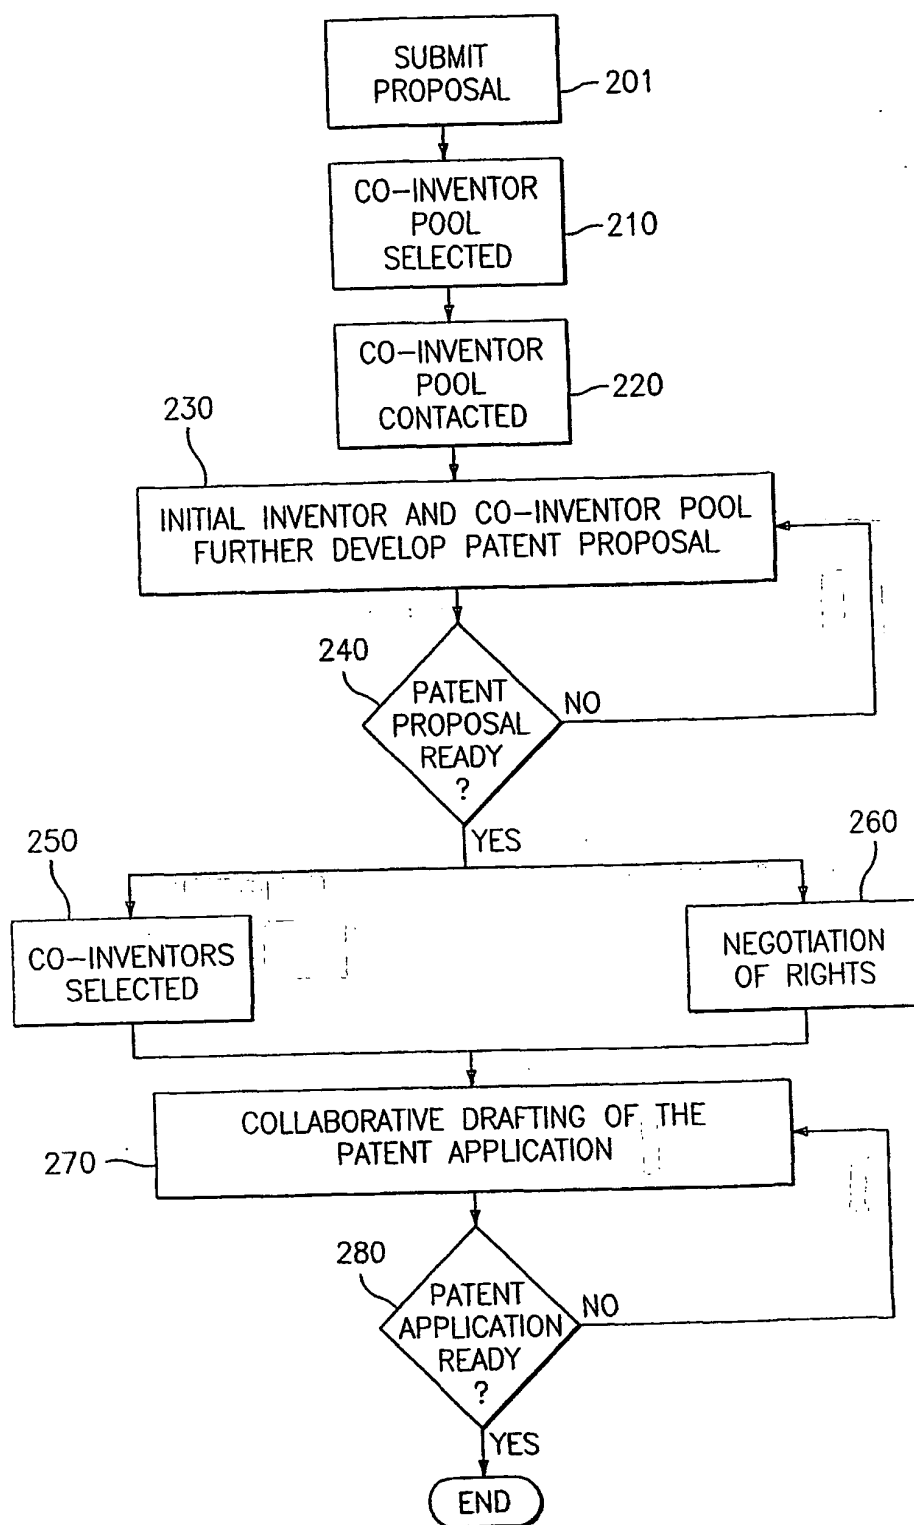 SUBMIT
PROPOSAL
201
CO-INVENTOR
POOL
SELECTED
210
CO-INVENTOR
POOL
CONTACTED
220
230
INITIAL INVENTOR AND CO-INVENTOR POOL
FURTHER DEVELOP PATENT PROPOSAL
240
PATENT
PROPOSAL
READY
?
NO
YES
250
260
CO-INVENTORS
SELECTED
NEGOTIATION
OF RIGHTS
COLLABORATIVE DRAFTING OF THE
PATENT APPLICATION
270
280
PATENT
APPLICATION
READY
?
NO
YES
END